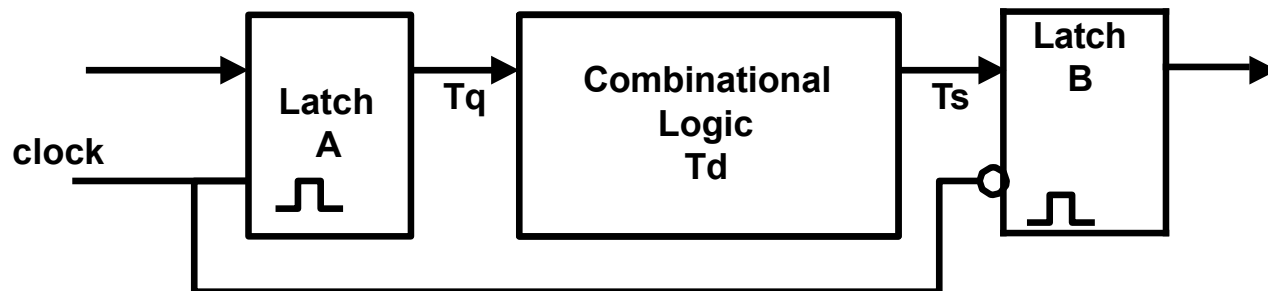 clock
Latch
A
Tq
Combinational
Logic
Td
Ts
Latch
B